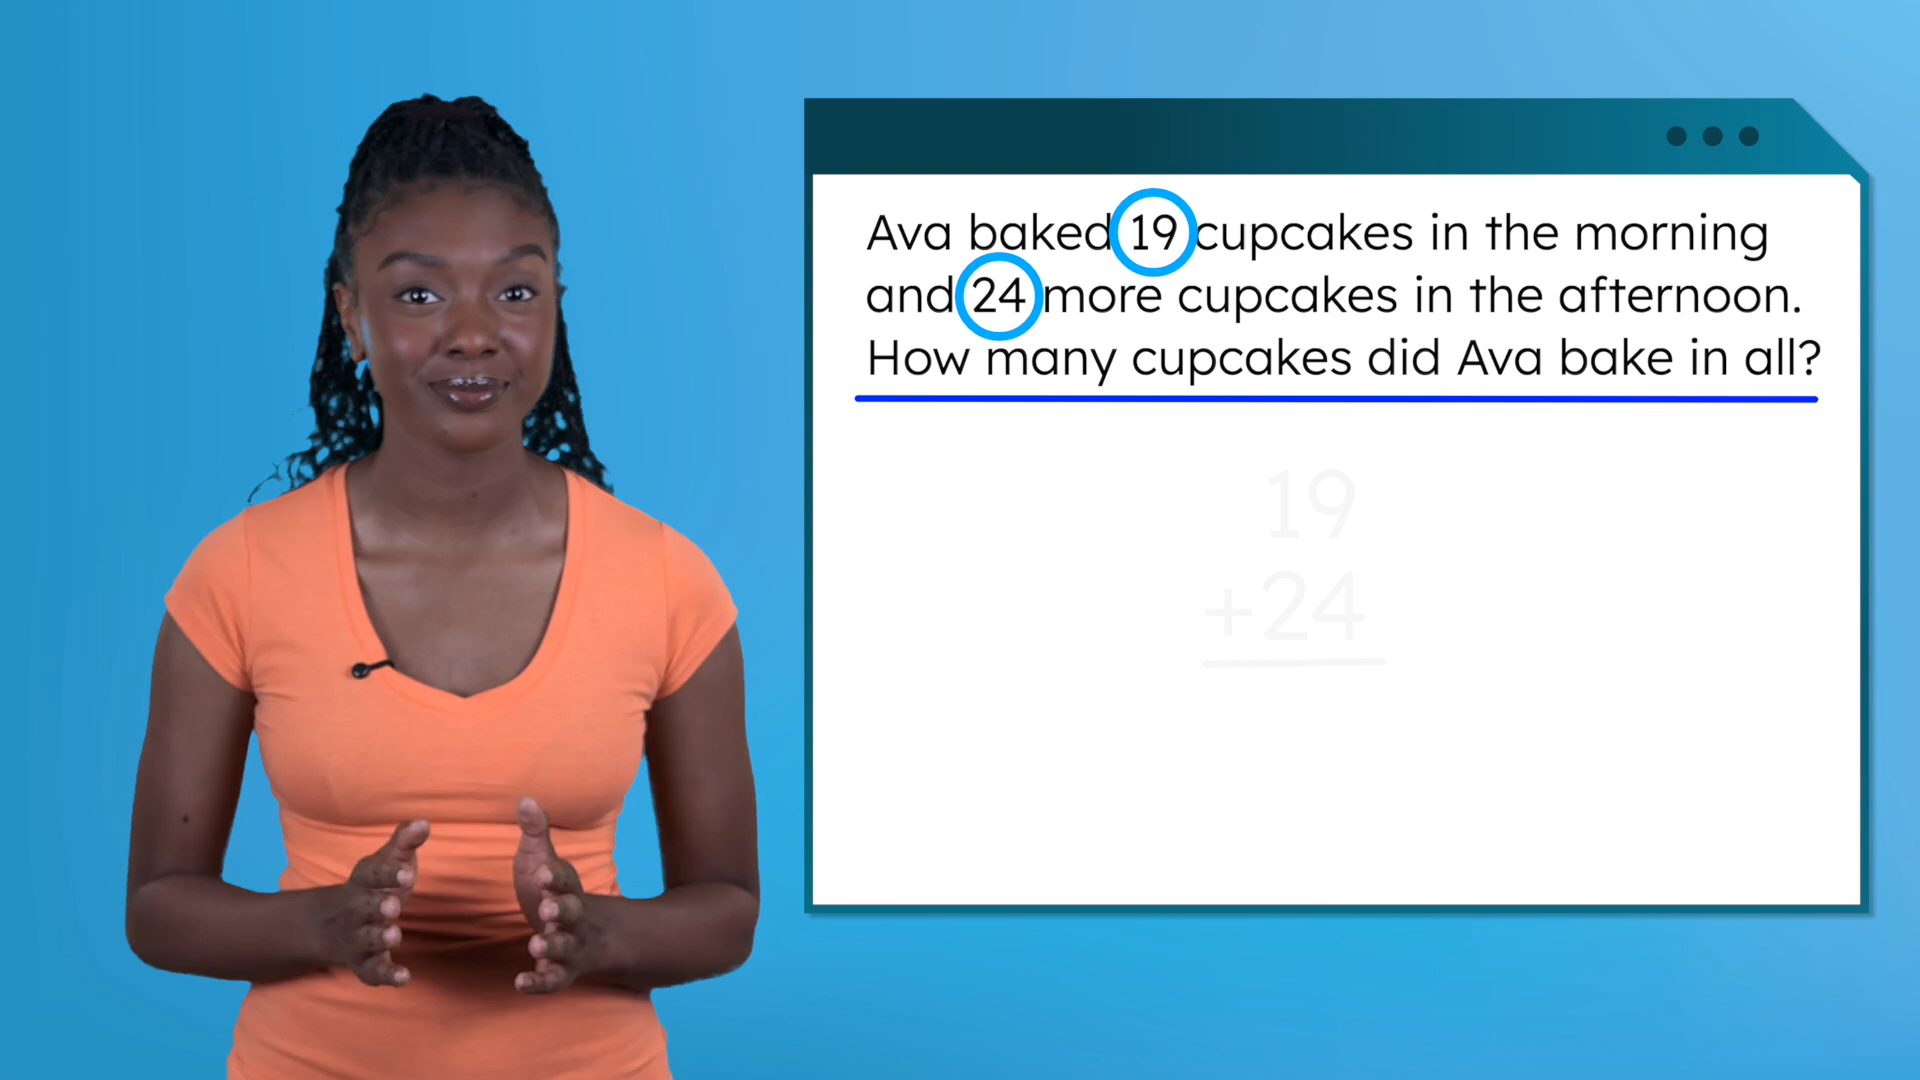 Ava baked 19 cupcakes in the morning
and 24 more cupcakes in the afternoon.
How many cupcakes did Ava bake in all?
19
+24